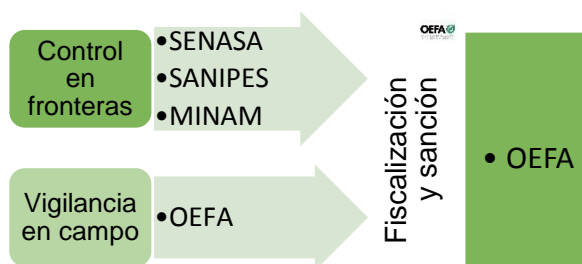 Control
en
fronteras
•SENASA
•SANIPES
•MINAM
Vigilancia
en campo
•OEFA
OEFA
Fiscalización
y sanción
• OEFA